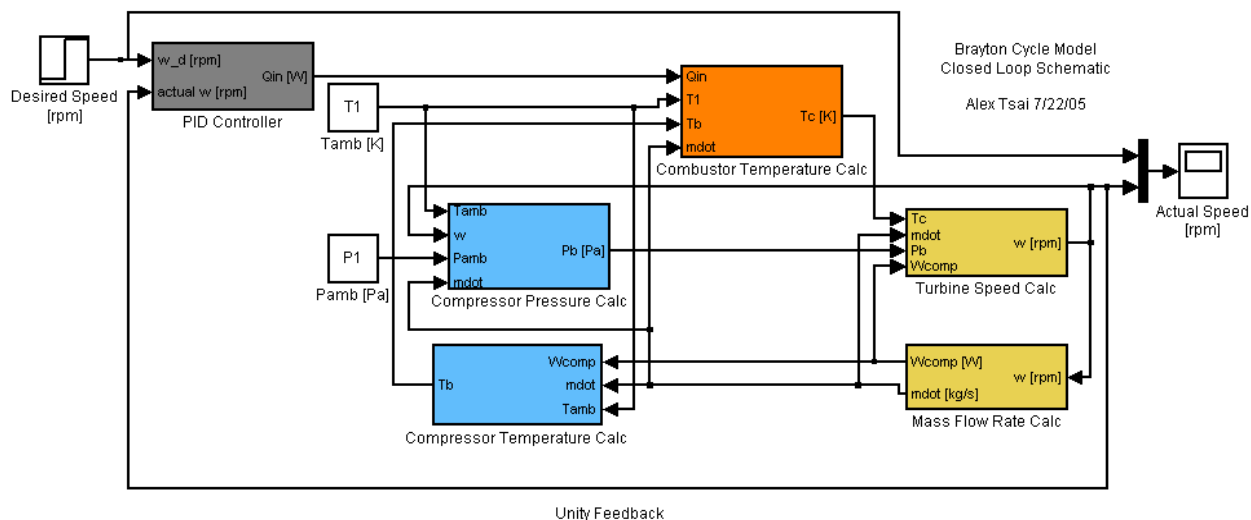 Brayton Cycle Model
Closed Loop Schematic
Alex Tsai 7/22/05
Desired Speed
[rpm]
w_d [rpm]
actual w [rpm]
Qin [W]
PID Controller
T1
Tamb [K]
Qin
T1
Tb
mdot
Tc [K]
Combustor Temperature Calc
Actual Speed
[rpm]
P1
Pamb [Pa]
Tamb
w
Pamb
mdot
Pb [Pa]
Compressor Pressure Calc
Tc
mdot
Pb
Wcomp
w [rpm]
Turbine Speed Calc
Tb
Wcomp
mdot
Tamb
Compressor Temperature Calc
Wcomp [W]
mdot [kg/s]
w [rpm]
Mass Flow Rate Calc
Unity Feedback